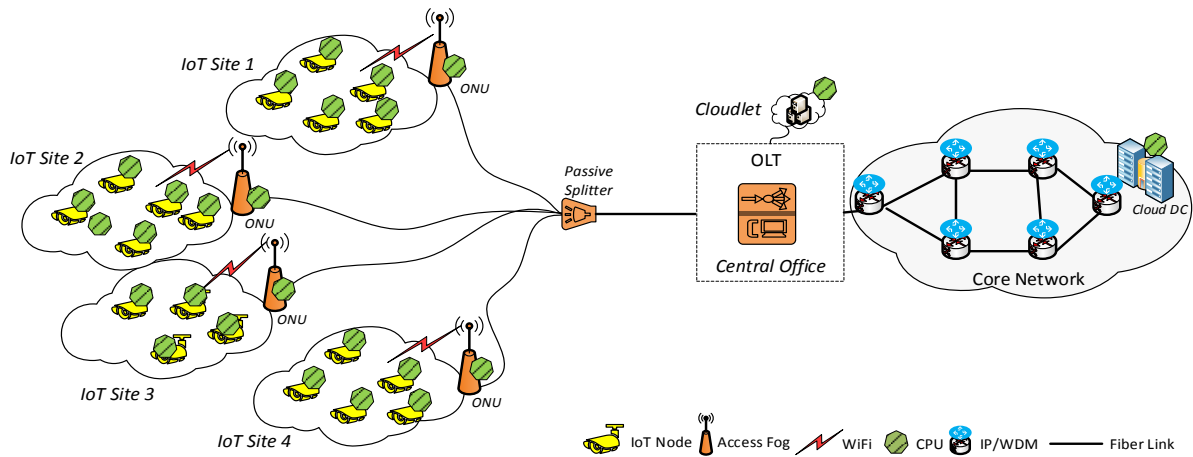 IoT Site 1
ONU
Cloudlet
IoT Site 2
OLT
Passive
Splitter
ONU
Cloud DC
Central Office
Core Network
ONU
IoT Site 3
ONU
IoT Site 4
IoT Node
Access Fog
WiFi
CPU
IP/WDM
Fiber Link